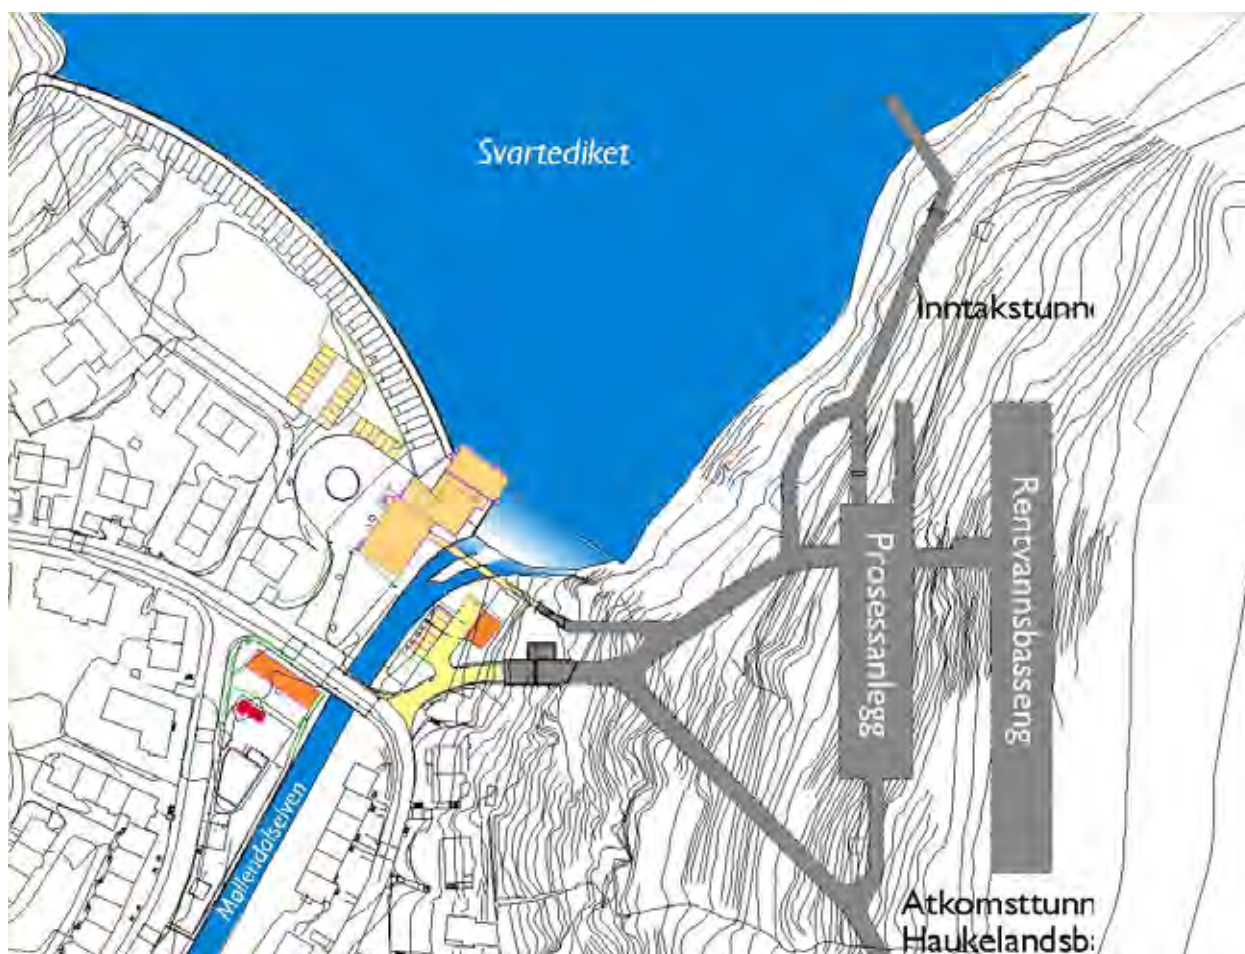 Svartediket
Inntakstunn
Rentvannsbasseng
Prosessanlegg
Møllendalselven
Atkomsttunn
Haukelandsb